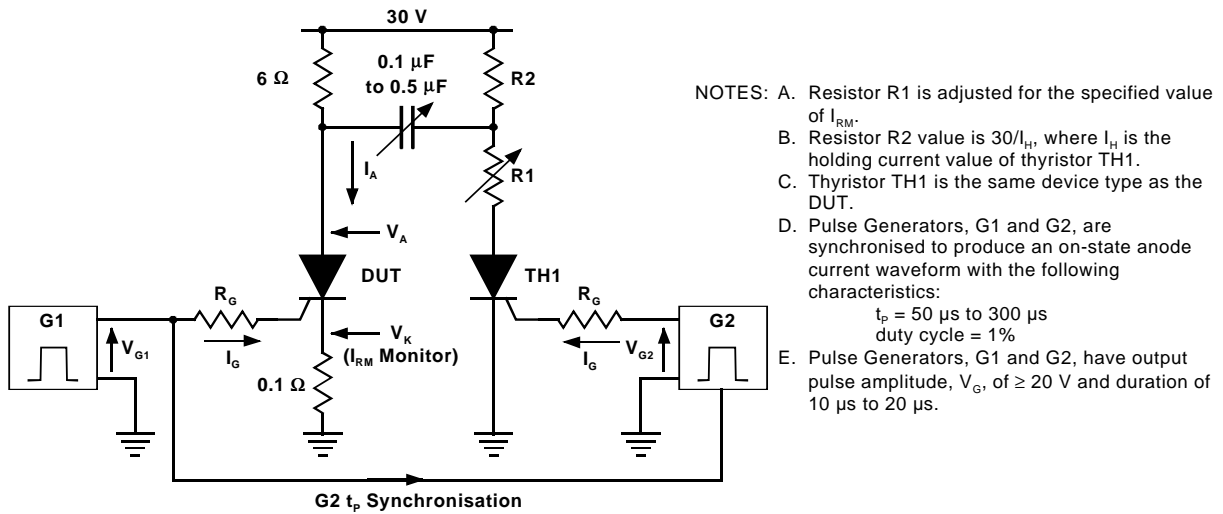 30 V
6 Ω
0.1 µF
to 0.5 µF
R2
I_A
R1
V_A
DUT
TH1
G1
V_G1
R_G
I_G
V_K
(I_RM Monitor)
0.1 Ω
R_G
I_G
V_G2
G2
G2 t_P Synchronisation
NOTES: A. Resistor R1 is adjusted for the specified value
of I_RM.
B. Resistor R2 value is 30/I_H, where I_H is the
holding current value of thyristor TH1.
C. Thyristor TH1 is the same device type as the
DUT.
D. Pulse Generators, G1 and G2, are
synchronised to produce an on-state anode
current waveform with the following
characteristics:
t_P = 50 µs to 300 µs
duty cycle = 1%
E. Pulse Generators, G1 and G2, have output
pulse amplitude, V_G, of ≥ 20 V and duration of
10 µs to 20 µs.